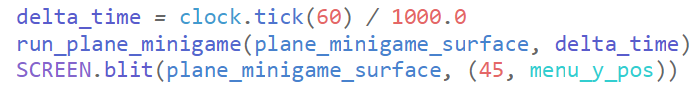 delta_time = clock.tick(60) / 1000.0
run_plane_minigame(plane_minigame_surface, delta_time)
SCREEN.blit(plane_minigame_surface, (45, menu_y_pos))